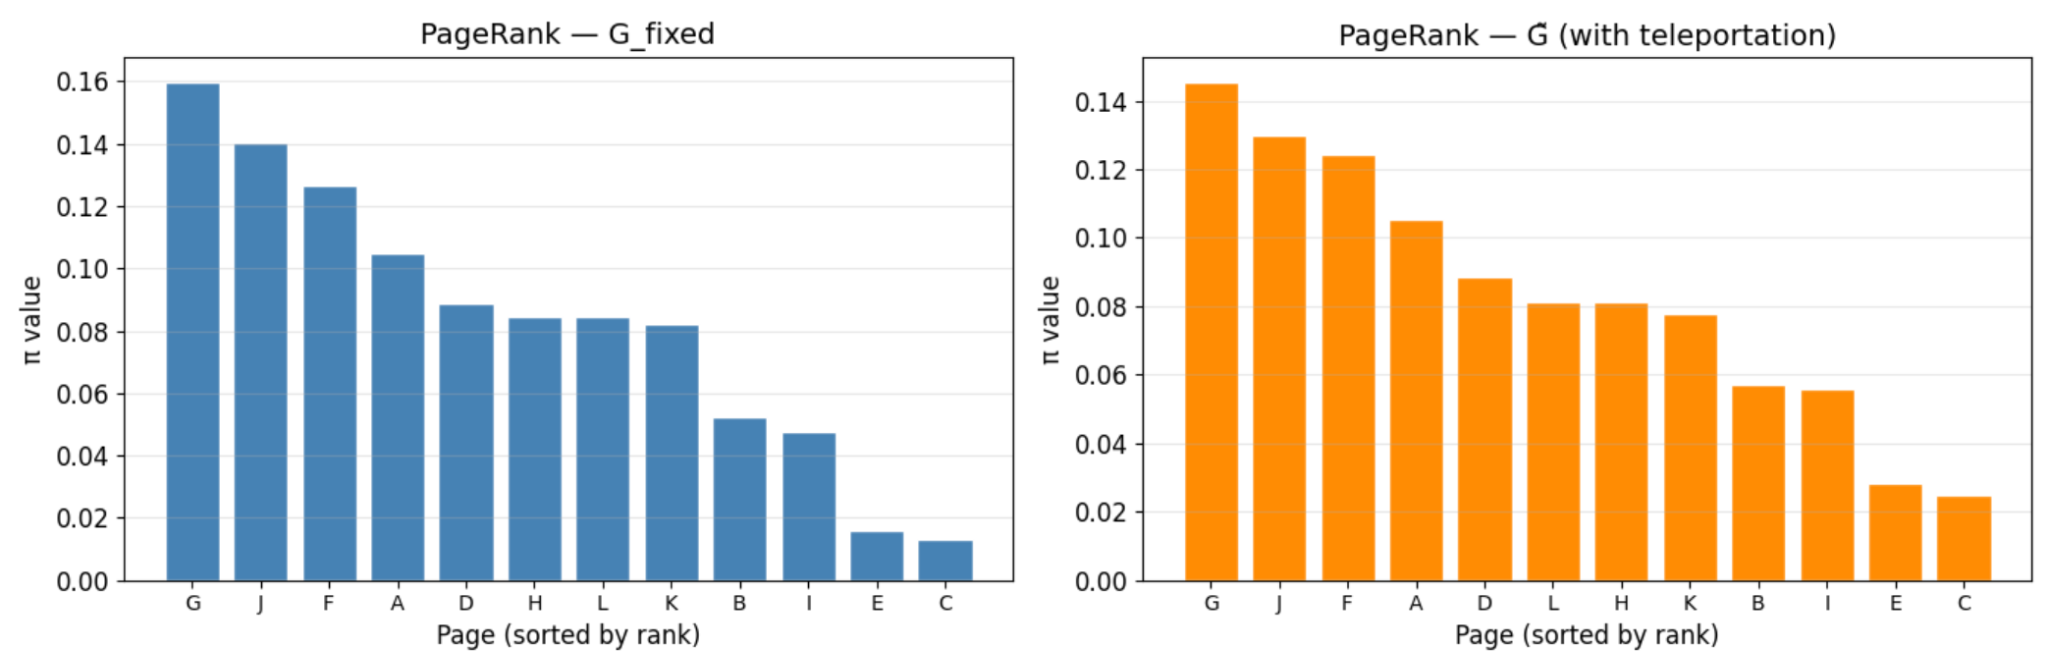 PageRank — G_fixed
π value
0.16
0.14
0.12
0.10
0.08
0.06
0.04
0.02
0.00
G J F A D H L K B I E C
Page (sorted by rank)
PageRank — G̃ (with teleportation)
π value
0.14
0.12
0.10
0.08
0.06
0.04
0.02
0.00
G J F A D L H K B I E C
Page (sorted by rank)